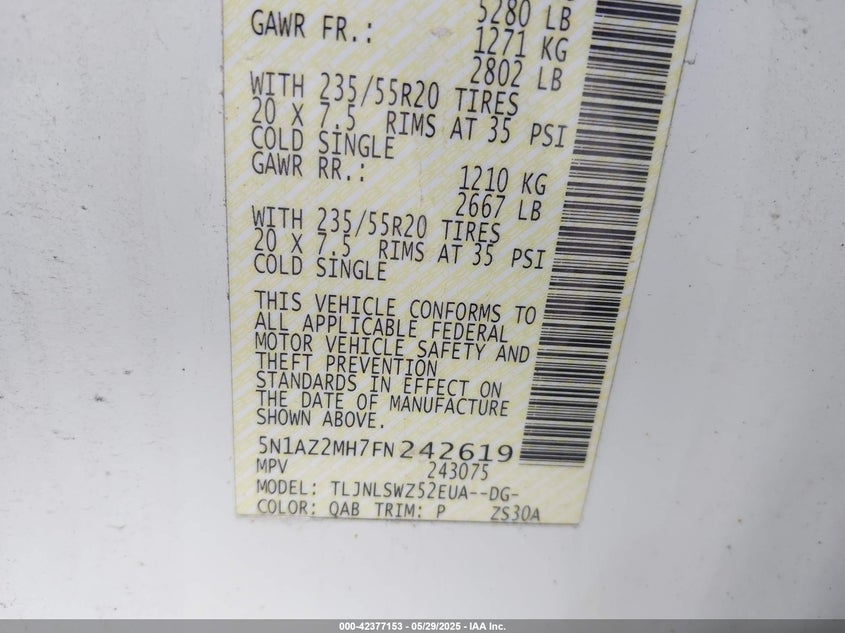 5280 LB
GAWR FR.: 1271 KG
2802 LB
WITH 235/55R20 TIRES
20 X 7.5 RIMS AT 35 PSI
COLD SINGLE
GAWR RR.: 1210 KG
2667 LB
WITH 235/55R20 TIRES
20 X 7.5 RIMS AT 35 PSI
COLD SINGLE
THIS VEHICLE CONFORMS TO
ALL APPLICABLE FEDERAL
MOTOR VEHICLE SAFETY AND
THEFT PREVENTION
STANDARDS IN EFFECT ON
THE DATE OF MANUFACTURE
SHOWN ABOVE.
5N1AZ2MH7FN242619
MPV 243075
MODEL: TLJNLSWZ52EUA--DG-
COLOR: QAB TRIM: P ZS30A
000-42377153 - 05/29/2025 - IAA Inc.